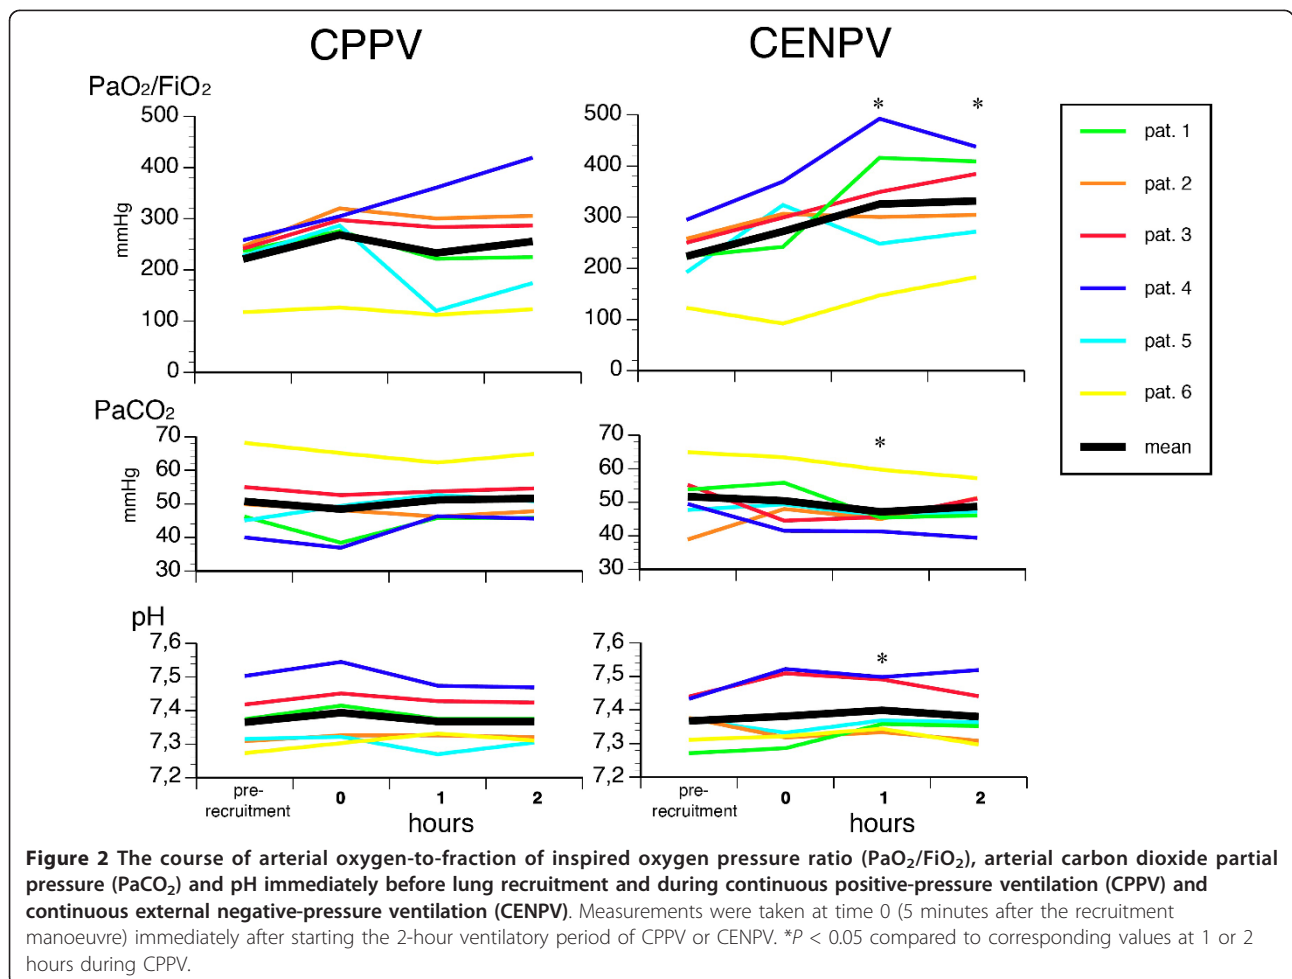 CPPV
CENPV
PaO2/FiO2
500
400
300
200
100
0
mmHg
500
400
300
200
100
0
*
*
pat. 1
pat. 2
pat. 3
pat. 4
pat. 5
pat. 6
mean
PaCO2
70
60
50
40
30
mmHg
70
60
50
40
30
*
pH
7,6
7,5
7,4
7,3
7,2
7,6
7,5
7,4
7,3
7,2
*
pre-
recruitment
0
1
2
hours
pre-
recruitment
0
1
2
hours
Figure 2 The course of arterial oxygen-to-fraction of inspired oxygen pressure ratio (PaO2/FiO2), arterial carbon dioxide partial
pressure (PaCO2) and pH immediately before lung recruitment and during continuous positive-pressure ventilation (CPPV) and
continuous external negative-pressure ventilation (CENPV). Measurements were taken at time 0 (5 minutes after the recruitment
manoeuvre) immediately after starting the 2-hour ventilatory period of CPPV or CENPV. *P < 0.05 compared to corresponding values at 1 or 2
hours during CPPV.